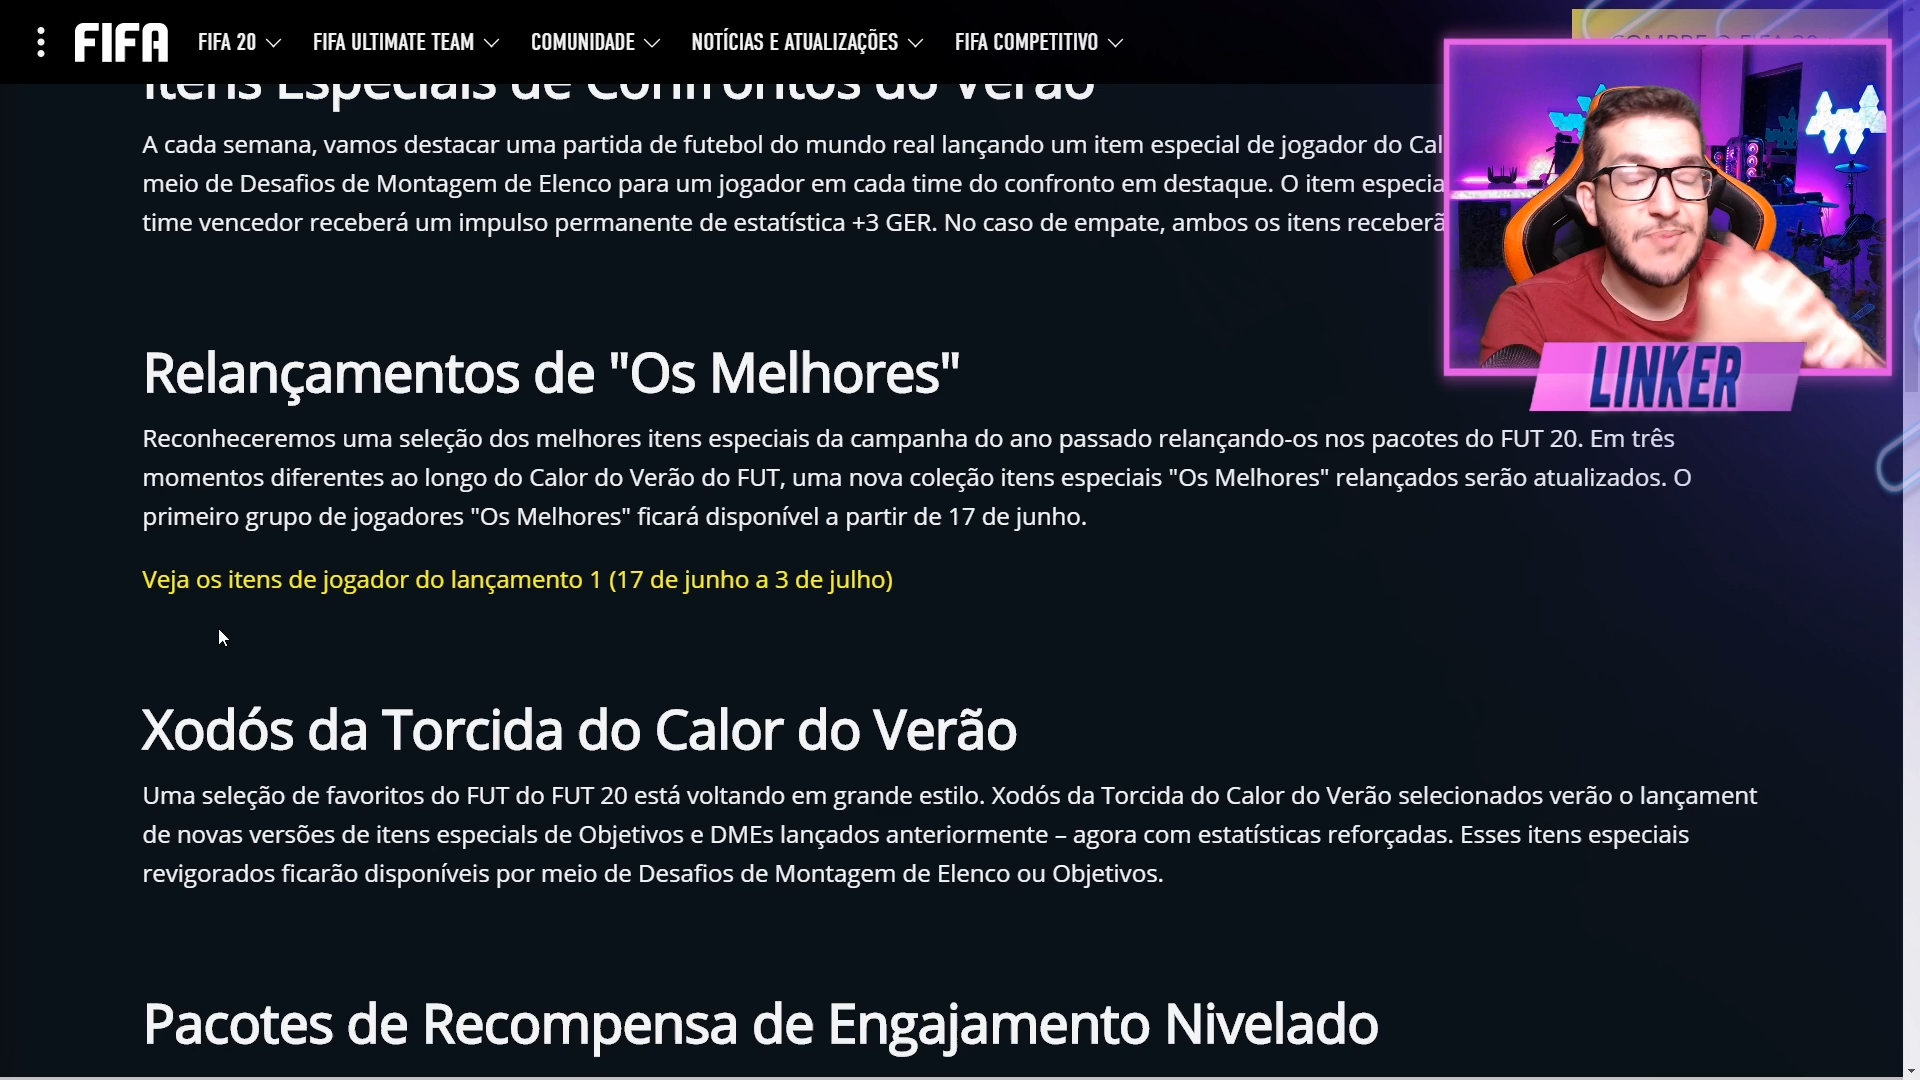 FIFA
FIFA 20
FIFA ULTIMATE TEAM
COMUNIDADE
NOTÍCIAS E ATUALIZAÇÕES
FIFA COMPETITIVO
COMPRE O FIFA 20
Itens Especiais de Confrontos do Verão
A cada semana, vamos destacar uma partida de futebol do mundo real lançando um item especial de jogador do Cal
meio de Desafios de Montagem de Elenco para um jogador em cada time do confronto em destaque. O item especia
time vencedor receberá um impulso permanente de estatística +3 GER. No caso de empate, ambos os itens receberã
LINKER
Relançamentos de "Os Melhores"
Reconheceremos uma seleção dos melhores itens especiais da campanha do ano passado relançando-os nos pacotes do FUT 20. Em três
momentos diferentes ao longo do Calor do Verão do FUT, uma nova coleção itens especiais "Os Melhores" relançados serão atualizados. O
primeiro grupo de jogadores "Os Melhores" ficará disponível a partir de 17 de junho.
Veja os itens de jogador do lançamento 1 (17 de junho a 3 de julho)
Xodós da Torcida do Calor do Verão
Uma seleção de favoritos do FUT do FUT 20 está voltando em grande estilo. Xodós da Torcida do Calor do Verão selecionados verão o lançament
de novas versões de itens especials de Objetivos e DMEs lançados anteriormente – agora com estatísticas reforçadas. Esses itens especiais
revigorados ficarão disponíveis por meio de Desafios de Montagem de Elenco ou Objetivos.
Pacotes de Recompensa de Engajamento Nivelado